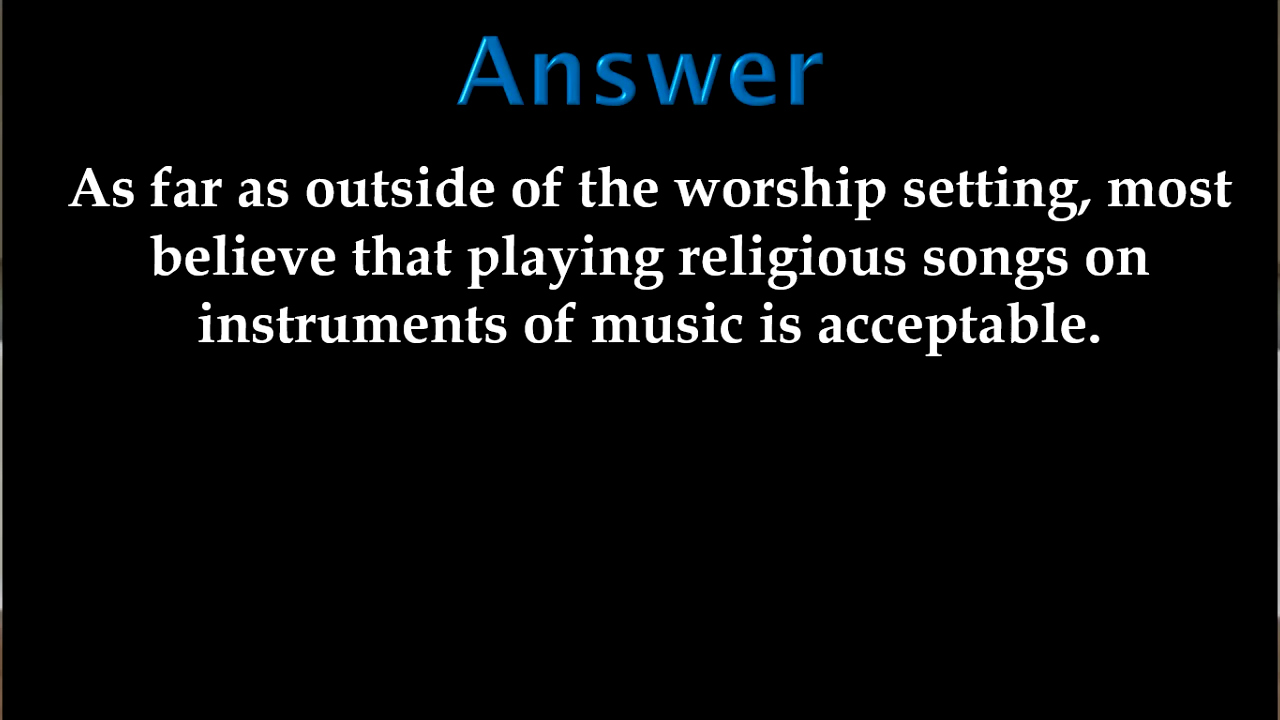 Answer
As far as outside of the worship setting, most
believe that playing religious songs on
instruments of music is acceptable.